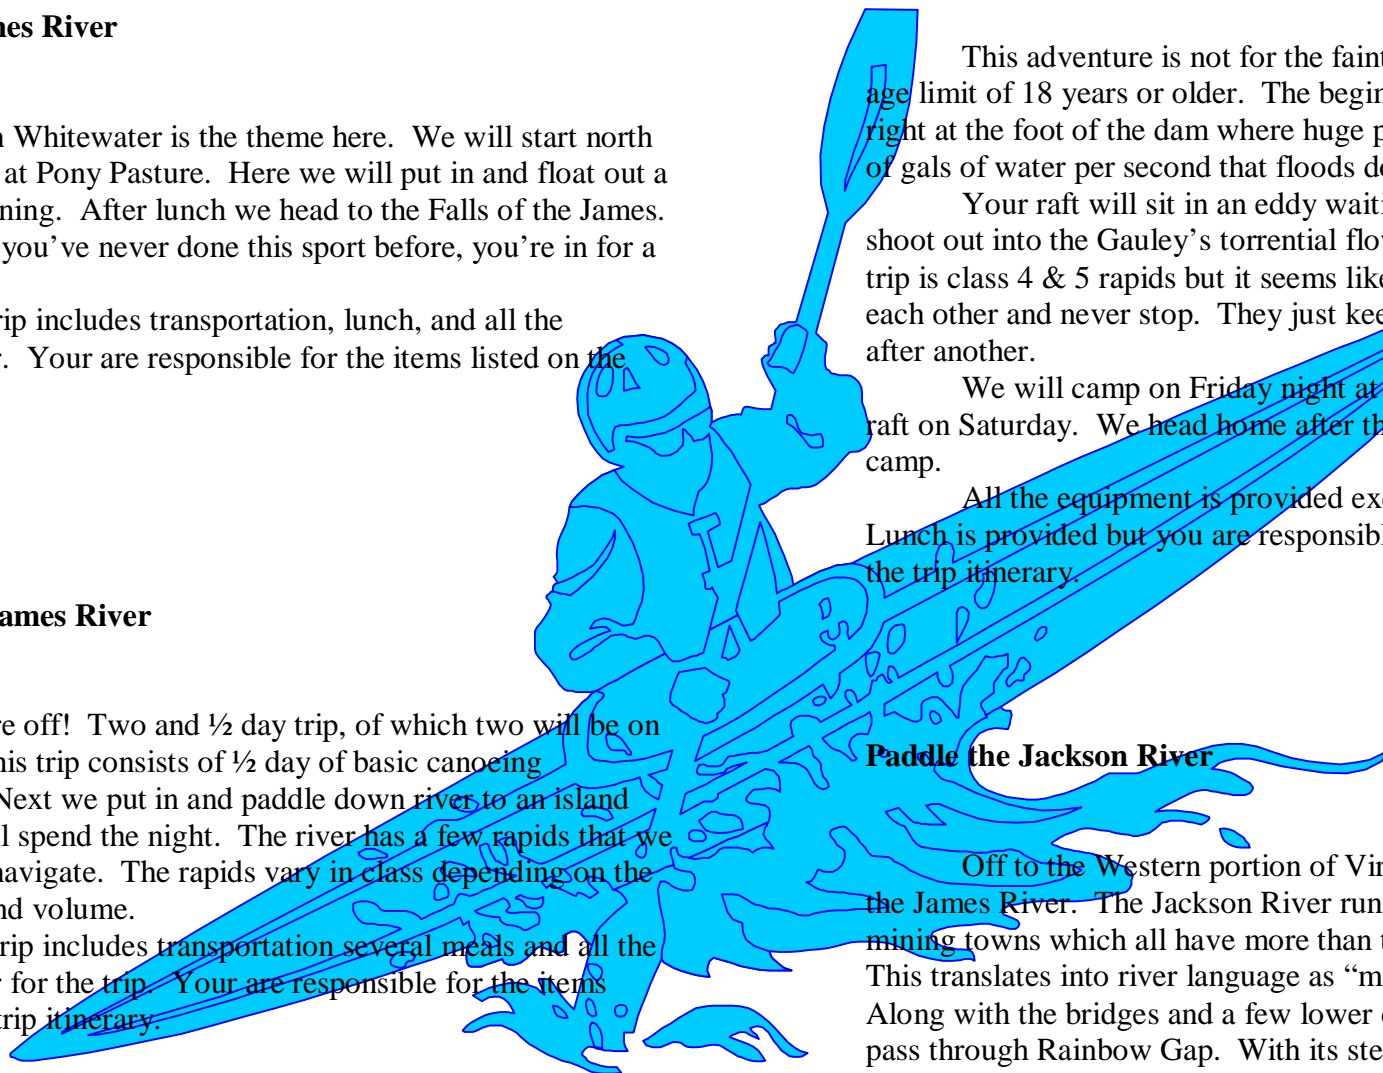 nes River
n Whitewater is the theme here.  We will start north
at Pony Pasture.  Here we will put in and float out a
ning.  After lunch we head to the Falls of the James.
you’ve never done this sport before, you’re in for a
rip includes transportation, lunch, and all the
r.  Your are responsible for the items listed on the
ames River
re off!  Two and ½ day trip, of which two will be on
his trip consists of ½ day of basic canoeing
Next we put in and paddle down river to an island
l spend the night.  The river has a few rapids that we
navigate.  The rapids vary in class depending on the
nd volume.
rip includes transportation several meals and all the
r for the trip.  Your are responsible for the items
trip itinerary.
This adventure is not for the faint
age limit of 18 years or older.  The begin
right at the foot of the dam where huge p
of gals of water per second that floods do
Your raft will sit in an eddy waiti
shoot out into the Gauley’s torrential flow
trip is class 4 & 5 rapids but it seems like
each other and never stop.  They just kee
after another.
We will camp on Friday night at
raft on Saturday.  We head home after th
camp.
All the equipment is provided exc
Lunch is provided but you are responsibl
the trip itinerary.
Paddle the Jackson River
Off to the Western portion of Vir
the James River.  The Jackson River run
mining towns which all have more than t
This translates into river language as “m
Along with the bridges and a few lower c
pass through Rainbow Gap.  With its ste